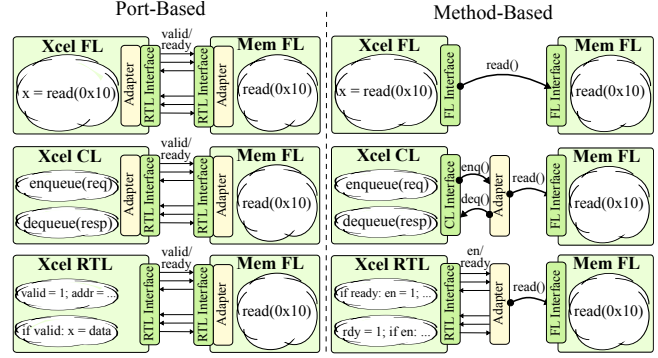 Port-Based
Method-Based
Xcel FL
valid/
ready
Mem FL
x = read(0x10)
Adapter
RTL Interface
RTL Interface
Adapter
read(0x10)
Xcel FL
Mem FL
x = read(0x10)
FL Interface
read()
FL Interface
read(0x10)
Xcel CL
valid/
ready
Mem FL
enqueue(req)
dequeue(resp)
Adapter
RTL Interface
RTL Interface
Adapter
read(0x10)
Xcel CL
Mem FL
enqueue(req)
dequeue(resp)
CL Interface
enq()
deq()
Adapter
read()
FL Interface
read(0x10)
Xcel RTL
valid/
ready
Mem FL
valid = 1; addr = ...
if valid: x = data
RTL Interface
RTL Interface
Adapter
read(0x10)
Xcel RTL
en/
ready
Mem FL
if ready: en = 1; ...
rdy = 1; if en: ...
RTL Interface
Adapter
read()
FL Interface
read(0x10)